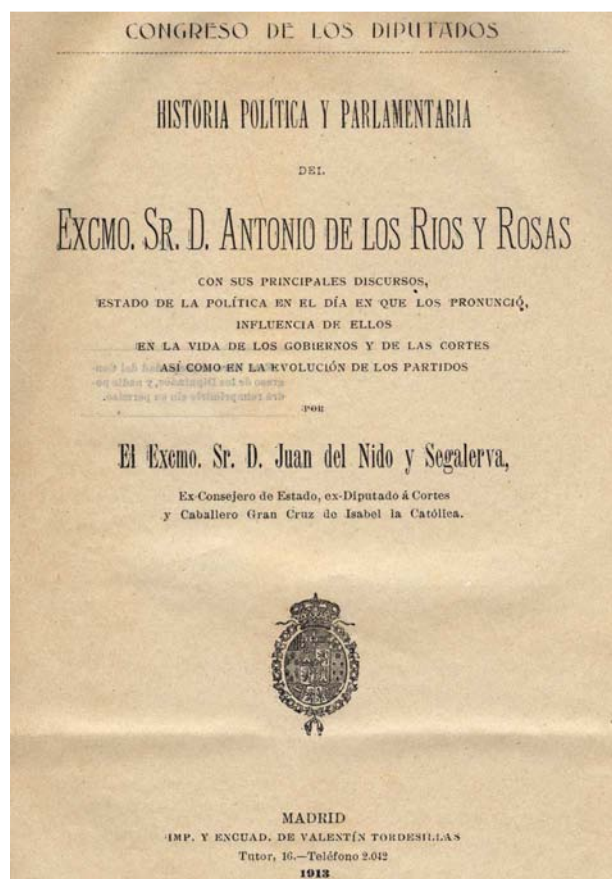 CONGRESO DE LOS DIPUTADOS
HISTORIA POLÍTICA Y PARLAMENTARIA
DEL
EXCMO. SR. D. ANTONIO DE LOS RIOS Y ROSAS
CON SUS PRINCIPALES DISCURSOS,
ESTADO DE LA POLÍTICA EN EL DÍA EN QUE LOS PRONUNCIÓ,
INFLUENCIA DE ELLOS
EN LA VIDA DE LOS GOBIERNOS Y DE LAS CORTES
ASÍ COMO EN LA EVOLUCIÓN DE LOS PARTIDOS
POR
El Excmo. Sr. D. Juan del Nido y Segalerva,
Ex-Consejero de Estado, ex-Diputado á Cortes
y Caballero Gran Cruz de Isabel la Católica.
MADRID
IMP. Y ENCUAD. DE VALENTÍN TORDESILLAS
Tutor, 16.—Teléfono 2.042
1913